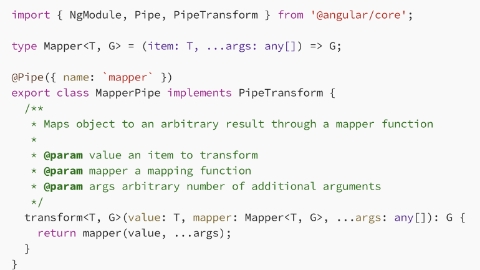 import { NgModule, Pipe, PipeTransform } from '@angular/core';
type Mapper<T, G> = (item: T, ...args: any[]) => G;
@Pipe({ name: `mapper` })
export class MapperPipe implements PipeTransform {
  /**
   * Maps object to an arbitrary result through a mapper function
   *
   * @param value an item to transform
   * @param mapper a mapping function
   * @param args arbitrary number of additional arguments
   */
  transform<T, G>(value: T, mapper: Mapper<T, G>, ...args: any[]): G {
    return mapper(value, ...args);
  }
}